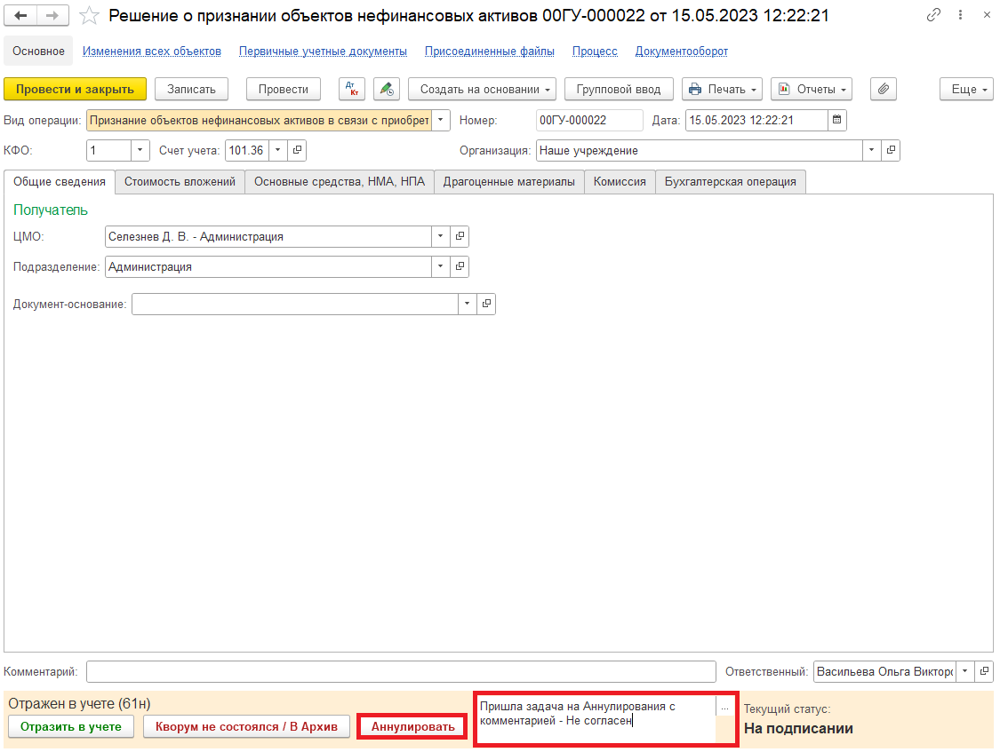 Решение о признании объектов нефинансовых активов 00ГУ-000022 от 15.05.2023 12:22:21
Основное Изменения всех объектов Первичные учетные документы Присоединенные файлы Процесс Документооборот
Провести и закрыть Записать Провести Дт Кт Создать на основании Групповой ввод Печать Отчеты Еще
Вид операции: Признание объектов нефинансовых активов в связи с приобрет Номер: 00ГУ-000022 Дата: 15.05.2023 12:22:21
КФО: 1 Счет учета: 101.36 Организация: Наше учреждение
Общие сведения Стоимость вложений Основные средства, НМА, НПА Драгоценные материалы Комиссия Бухгалтерская операция
Получатель
ЦМО: Селезнев Д. В. - Администрация
Подразделение: Администрация
Документ-основание:
Комментарий: Ответственный: Васильева Ольга Викторо
Отражен в учете (61н)
Отразить в учете Кворум не состоялся / В Архив Аннулировать
Пришла задача на Аннулирования с ...
комментарией - Не согласен
Текущий статус:
На подписании